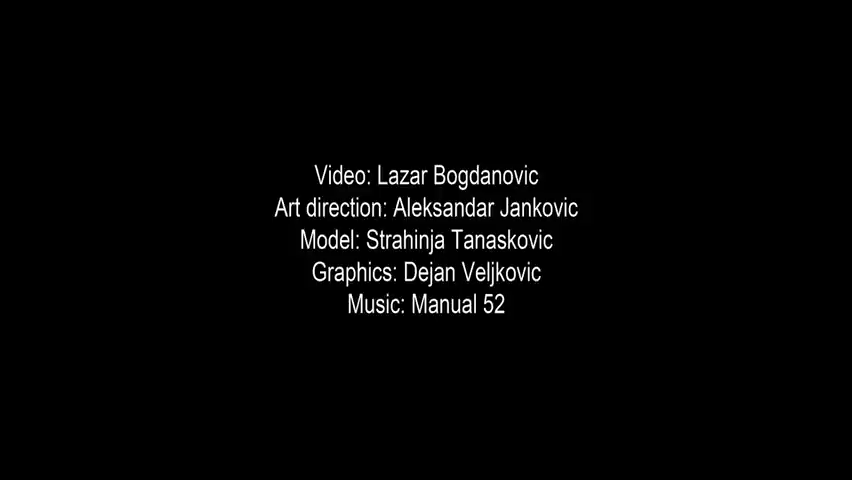 Video: Lazar Bogdanovic
Art direction: Aleksandar Jankovic
Model: Strahinja Tanaskovic
Graphics: Dejan Veljkovic
Music: Manual 52